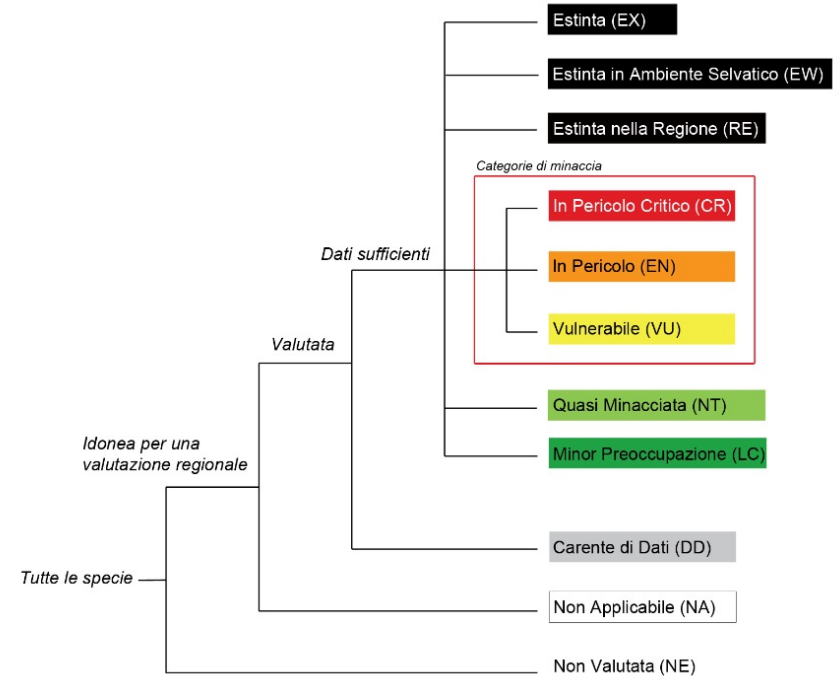 Estinta (EX)
Estinta in Ambiente Selvatico (EW)
Estinta nella Regione (RE)
Categorie di minaccia
In Pericolo Critico (CR)
Dati sufficienti
In Pericolo (EN)
Vulnerabile (VU)
Valutata
Quasi Minacciata (NT)
Idonea per una
valutazione regionale
Minor Preoccupazione (LC)
Carente di Dati (DD)
Tutte le specie
Non Applicabile (NA)
Non Valutata (NE)